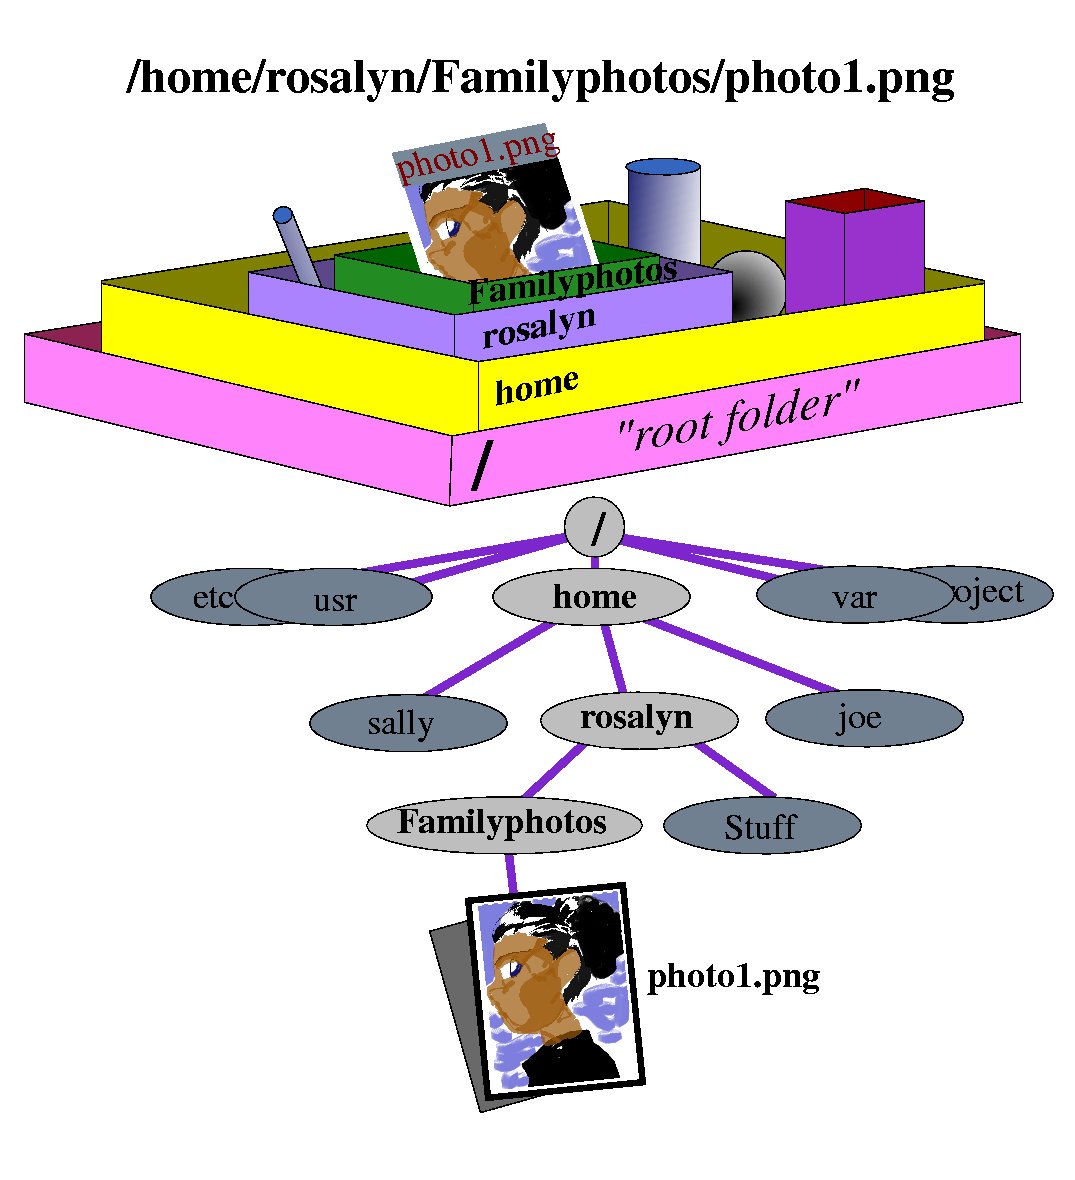 /home/rosalyn/Familyphotos/photo1.png
photo1.png
Familyphotos
rosalyn
home
/ "root folder"
/
etc usr home var oject
sally rosalyn joe
Familyphotos Stuff
photo1.png